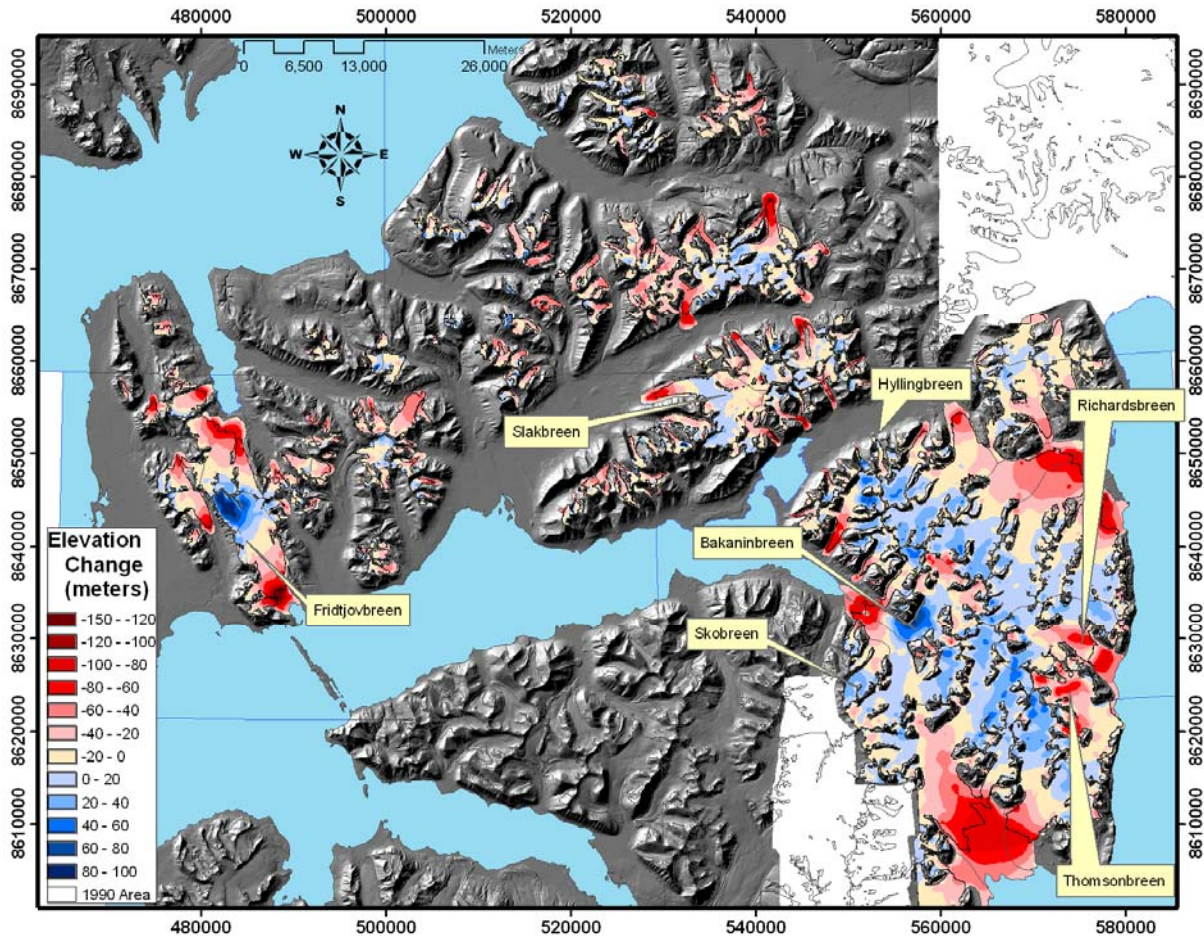 480000 500000 520000 540000 560000 580000
Meters
0 6,500 13,000 26,000
N
W E
S
8690000 8690000
8680000 8680000
8670000 8670000
8660000 8660000
8650000 8650000
8640000 8640000
8630000 8630000
8620000 8620000
8610000 8610000
Hyllingbreen
Richardsbreen
Slakbreen
Bakaninbreen
Fridtjovbreen
Skobreen
Thomsonbreen
Elevation
Change
(meters)
-150 - -120
-120 - -100
-100 - -80
-80 - -60
-60 - -40
-40 - -20
-20 - 0
0 - 20
20 - 40
40 - 60
60 - 80
80 - 100
1990 Area
480000 500000 520000 540000 560000 580000